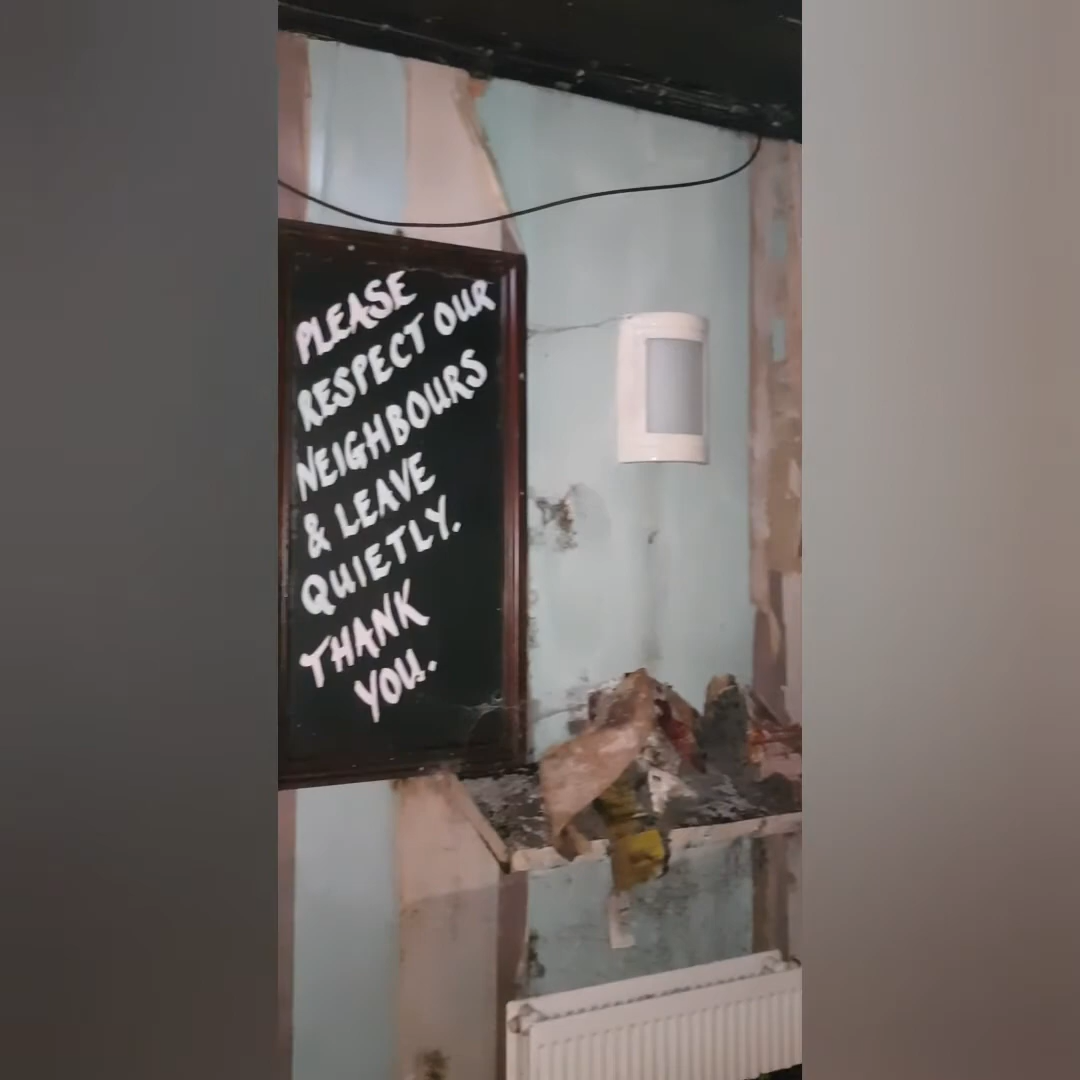 PLEASE
RESPECT OUR
NEIGHBOURS
& LEAVE
QUIETLY.
THANK
YOU.